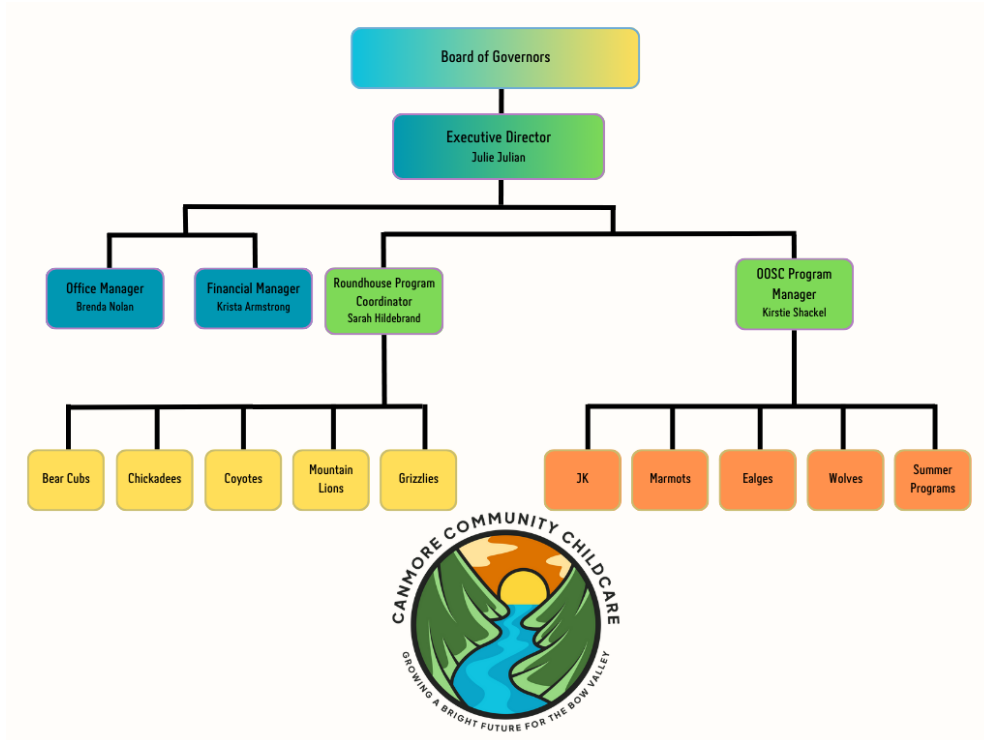 Board of Governors
Executive Director
Julie Julian
Office Manager
Brenda Nolan
Financial Manager
Krista Armstrong
Roundhouse Program
Coordinator
Sarah Hildebrand
OOSC Program
Manager
Kirstie Shackel
Bear Cubs
Chickadees
Coyotes
Mountain
Lions
Grizzlies
JK
Marmots
Ealges
Wolves
Summer
Programs
CANMORE COMMUNITY CHILDCARE
GROWING A BRIGHT FUTURE FOR THE BOW VALLEY